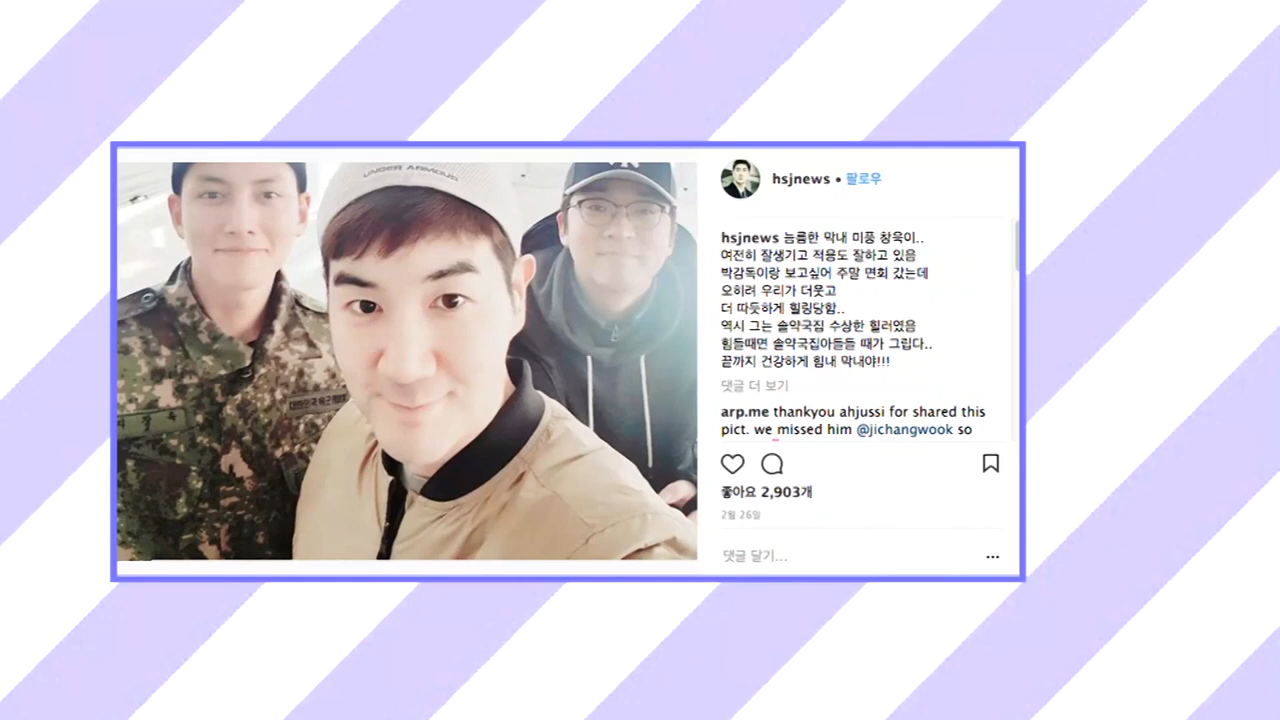 UNDER ARMOUR
hsjnews • 팔로우
hsjnews 늠름한 막내 미풍 창욱이..
여전히 잘생기고 적응도 잘하고 있음
박감독이랑 보고싶어 주말 면회 갔는데
오히려 우리가 더웃고
더 따듯하게 힐링당함..
역시 그는 솔약국집 수상한 힐러였음
힘들때면 솔약국집아들들 때가 그립다..
끝까지 건강하게 힘내 막내야!!!
댓글 더 보기
arp.me thankyou ahjussi for shared this
pict. we missed him @jichangwook so
좋아요 2,903개
2월 26일
댓글 달기...